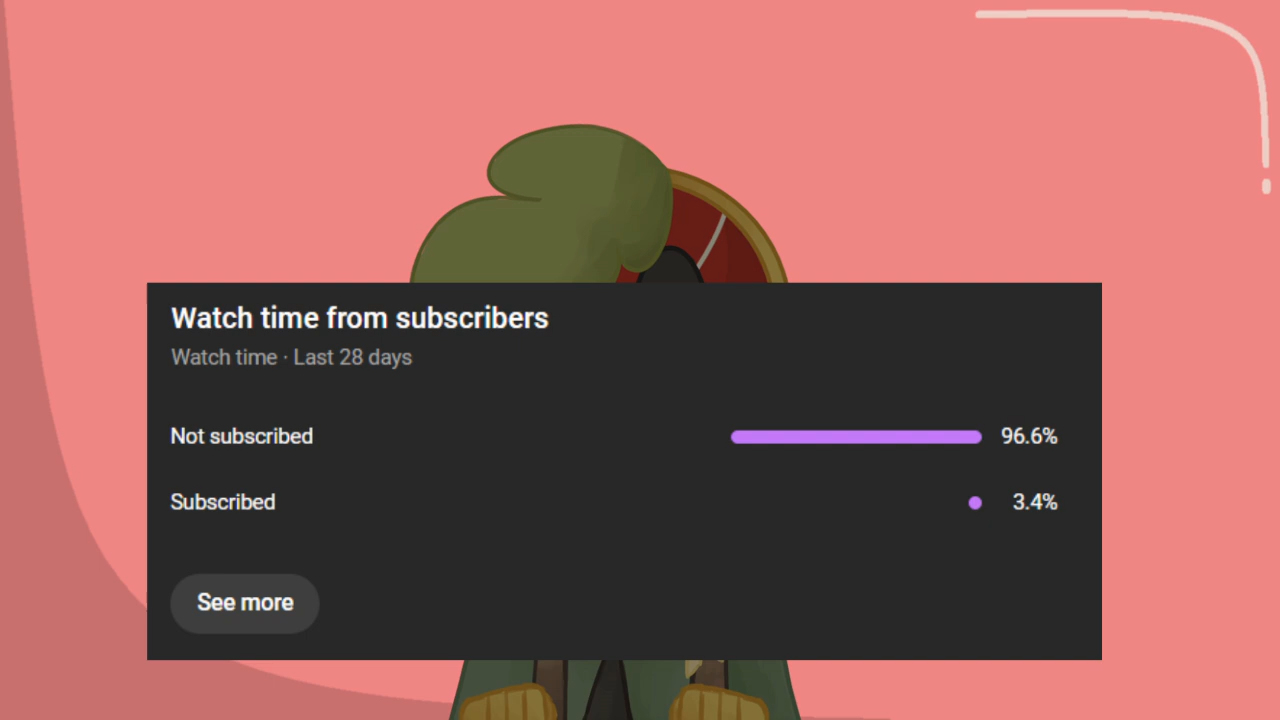 Watch time from subscribers
Watch time · Last 28 days
Not subscribed 96.6%
Subscribed 3.4%
See more